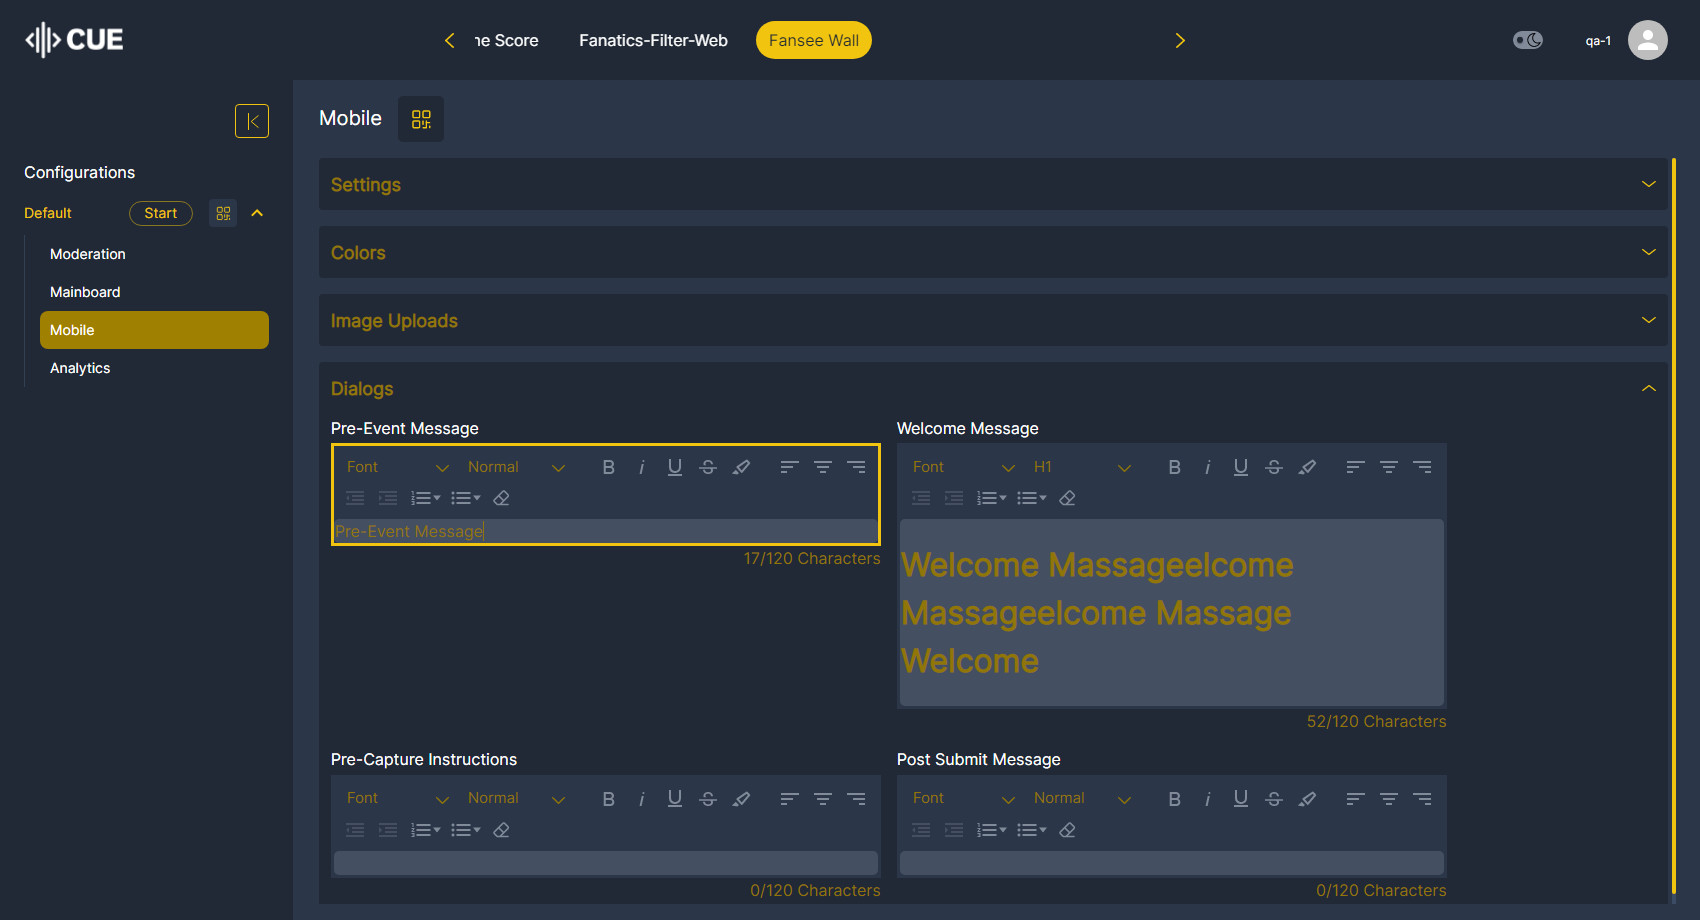 CUE
ne Score
Fanatics-Filter-Web
Fansee Wall
qa-1
Configurations
Default
Start
Moderation
Mainboard
Mobile
Analytics
Mobile
Settings
Colors
Image Uploads
Dialogs
Pre-Event Message
Font
Normal
B i U S
Pre-Event Message
17/120 Characters
Welcome Message
Font
H1
B i U S
Welcome Massageelcome
Massageelcome Massage
Welcome
52/120 Characters
Pre-Capture Instructions
Font
Normal
B i U S
0/120 Characters
Post Submit Message
Font
Normal
B i U S
0/120 Characters